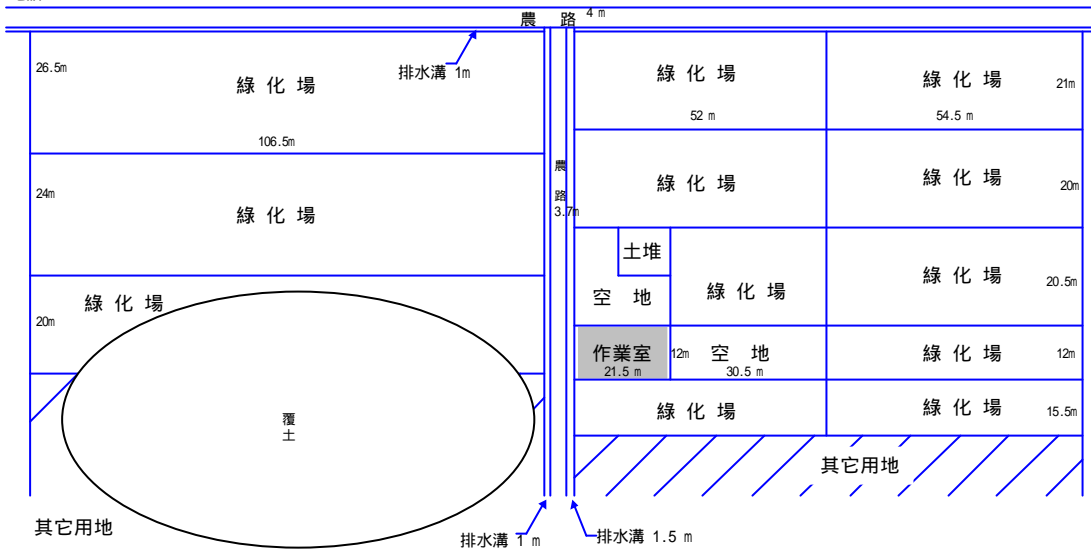 農 路 4 m
排水溝 1m
26.5m
綠 化 場
106.5m
24m
綠 化 場
綠 化 場
20m
覆
土
其它用地
農
路
3.7m
排水溝 1 m
排水溝 1.5 m
綠 化 場
52 m
綠 化 場
21m
54.5 m
綠 化 場
綠 化 場
20m
土堆
空 地
綠 化 場
綠 化 場
20.5m
作業室
21.5 m
12m
空 地
30.5 m
綠 化 場
12m
綠 化 場
綠 化 場
15.5m
其它用地